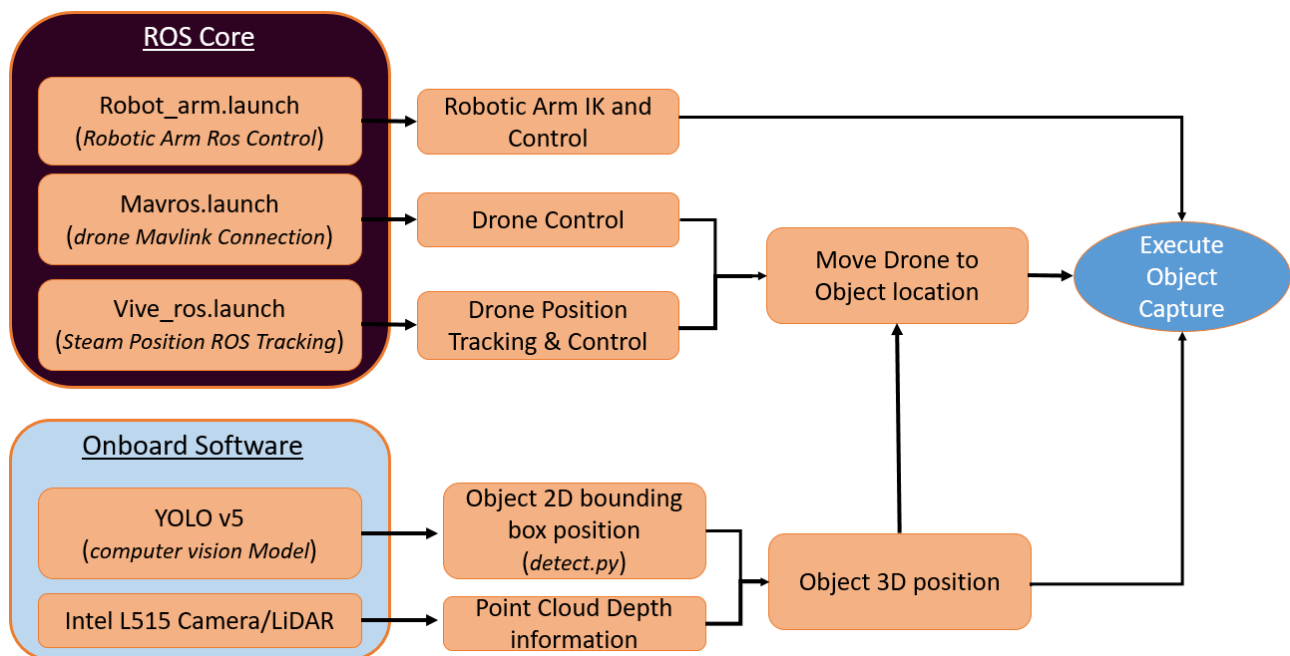 ROS Core
Robot_arm.launch
(Robotic Arm Ros Control)
Robotic Arm IK and
Control
Mavros.launch
(drone Mavlink Connection)
Drone Control
Vive_ros.launch
(Steam Position ROS Tracking)
Drone Position
Tracking & Control
Move Drone to
Object location
Execute
Object
Capture
Onboard Software
YOLO v5
(computer vision Model)
Object 2D bounding
box position
(detect.py)
Intel L515 Camera/LiDAR
Point Cloud Depth
information
Object 3D position